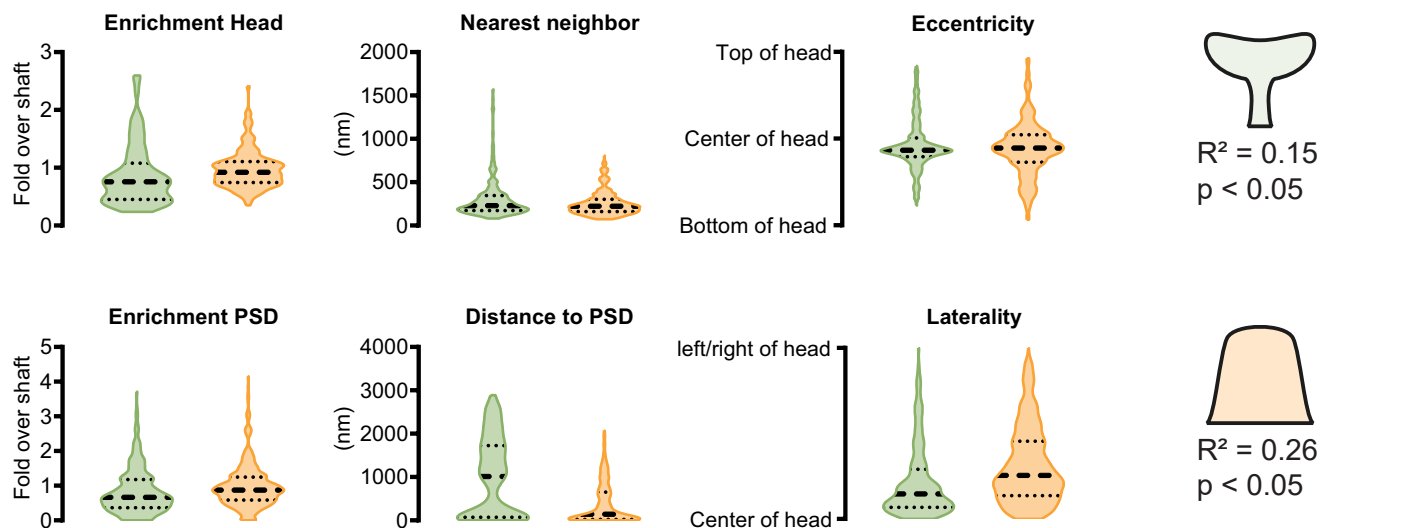 Enrichment Head
Fold over shaft
3
2
1
0
Nearest neighbor
(nm)
2000
1500
1000
500
0
Eccentricity
Top of head
Center of head
Bottom of head
R² = 0.15
p < 0.05
Enrichment PSD
Fold over shaft
5
4
3
2
1
0
Distance to PSD
(nm)
4000
3000
2000
1000
0
Laterality
left/right of head
Center of head
R² = 0.26
p < 0.05